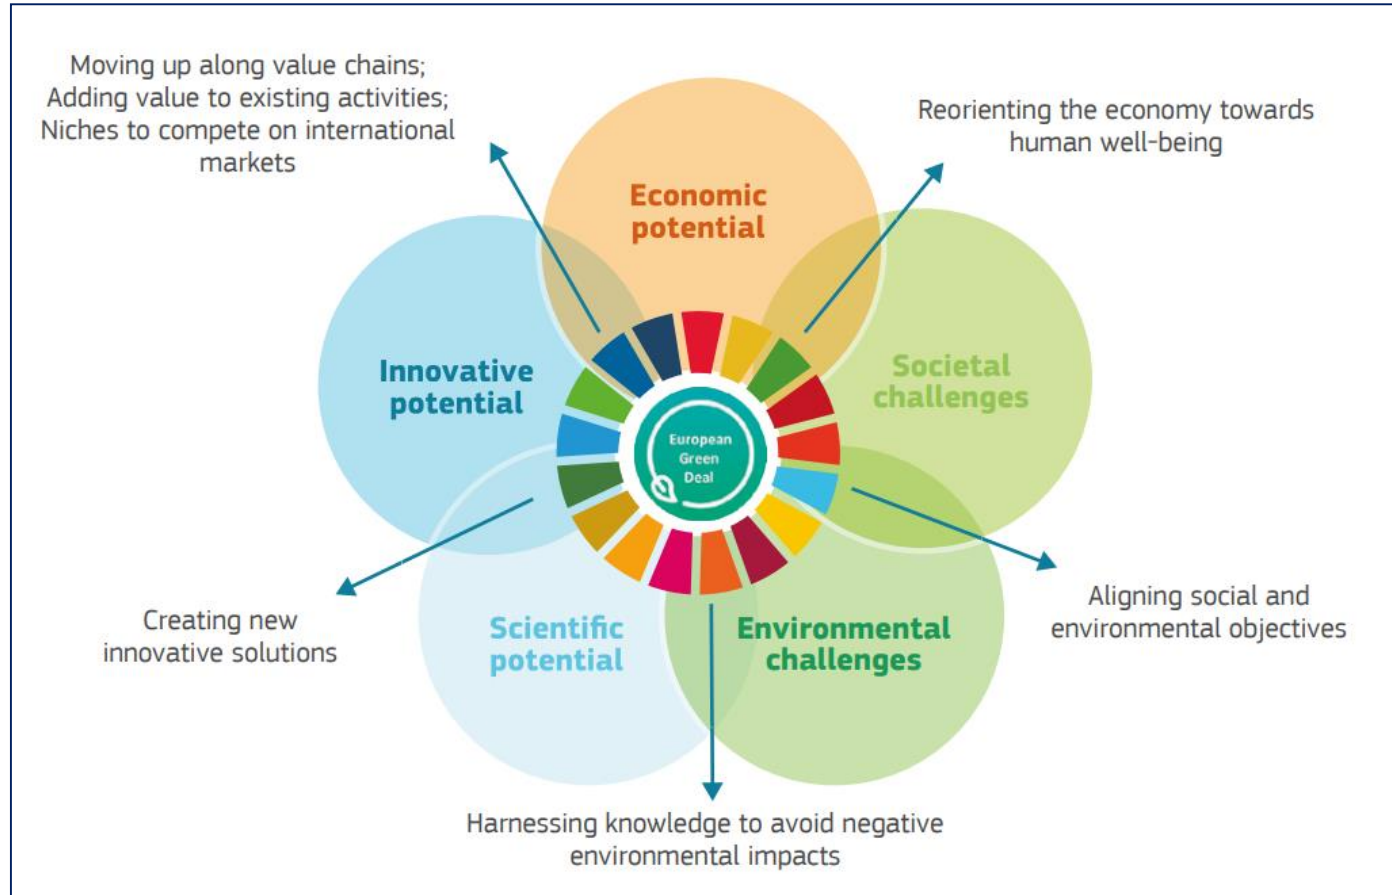 Moving up along value chains;
Adding value to existing activities;
Niches to compete on international
markets
Reorienting the economy towards
human well-being
Economic
potential
Innovative
potential
Societal
challenges
European
Green
Deal
Creating new
innovative solutions
Scientific
potential
Environmental
challenges
Aligning social and
environmental objectives
Harnessing knowledge to avoid negative
environmental impacts